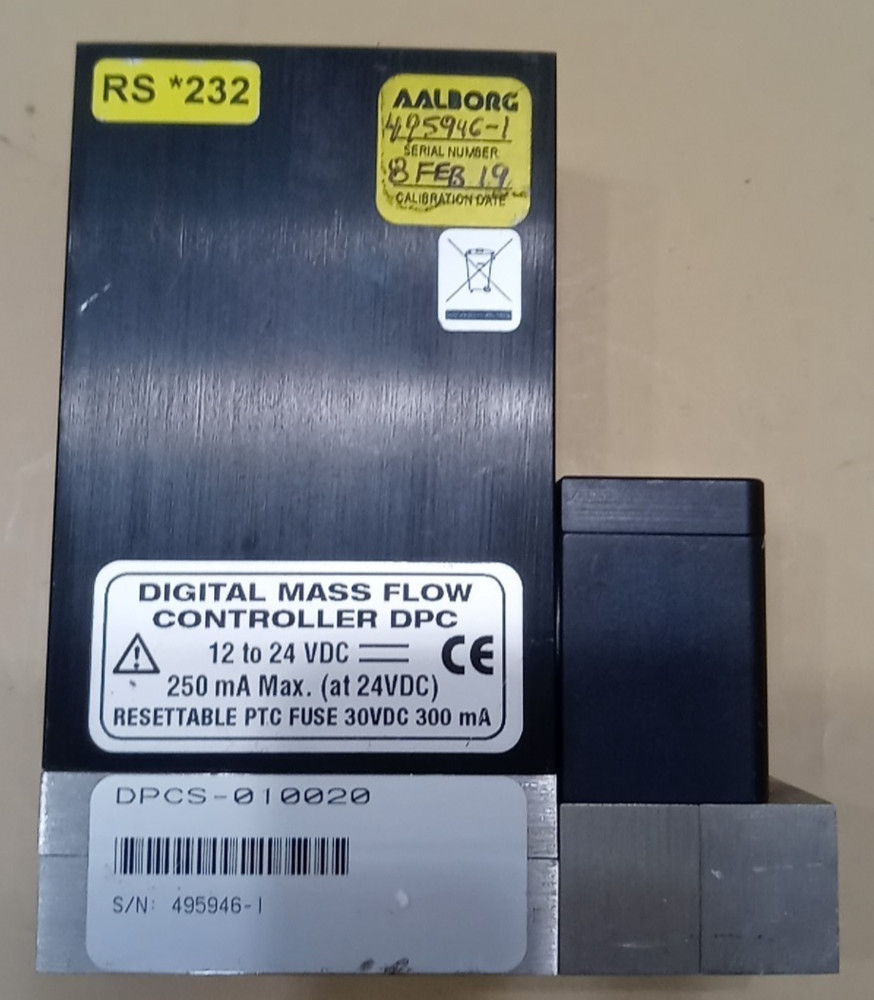 RS *232
AALBORG
495946-1
SERIAL NUMBER
8 FEB 19
CALIBRATION DATE
DIGITAL MASS FLOW
CONTROLLER DPC
12 to 24 VDC
CE
250 mA Max. (at 24VDC)
RESETTABLE PTC FUSE 30VDC 300 mA
DPCS-010020
S/N: 495946-1